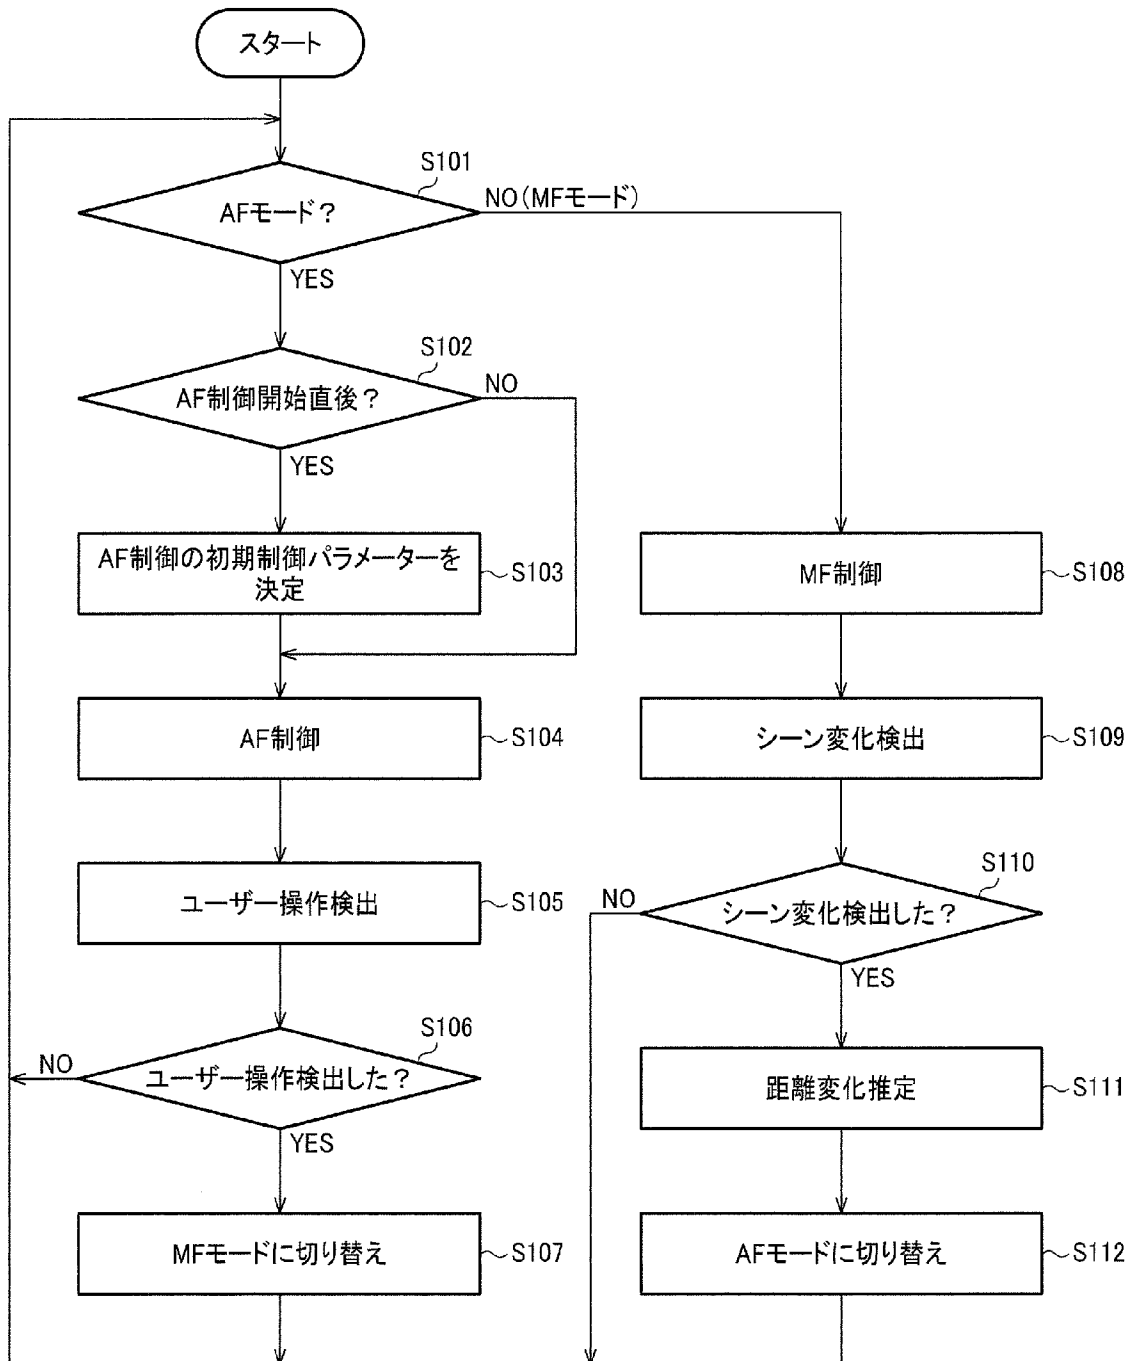 スタート
S101
AFモード?
NO(MFモード)
YES
S102
AF制御開始直後?
NO
YES
AF制御の初期制御パラメーターを
決定
S103
AF制御
S104
ユーザー操作検出
S105
S106
ユーザー操作検出した?
NO
YES
MFモードに切り替え
S107
MF制御
S108
シーン変化検出
S109
S110
シーン変化検出した?
NO
YES
距離変化推定
S111
AFモードに切り替え
S112